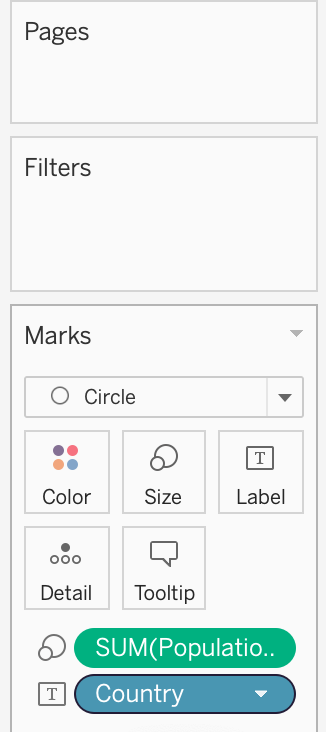 Pages
Filters
Marks
Circle
Color Size Label
Detail Tooltip
SUM(Populatio..
T Country